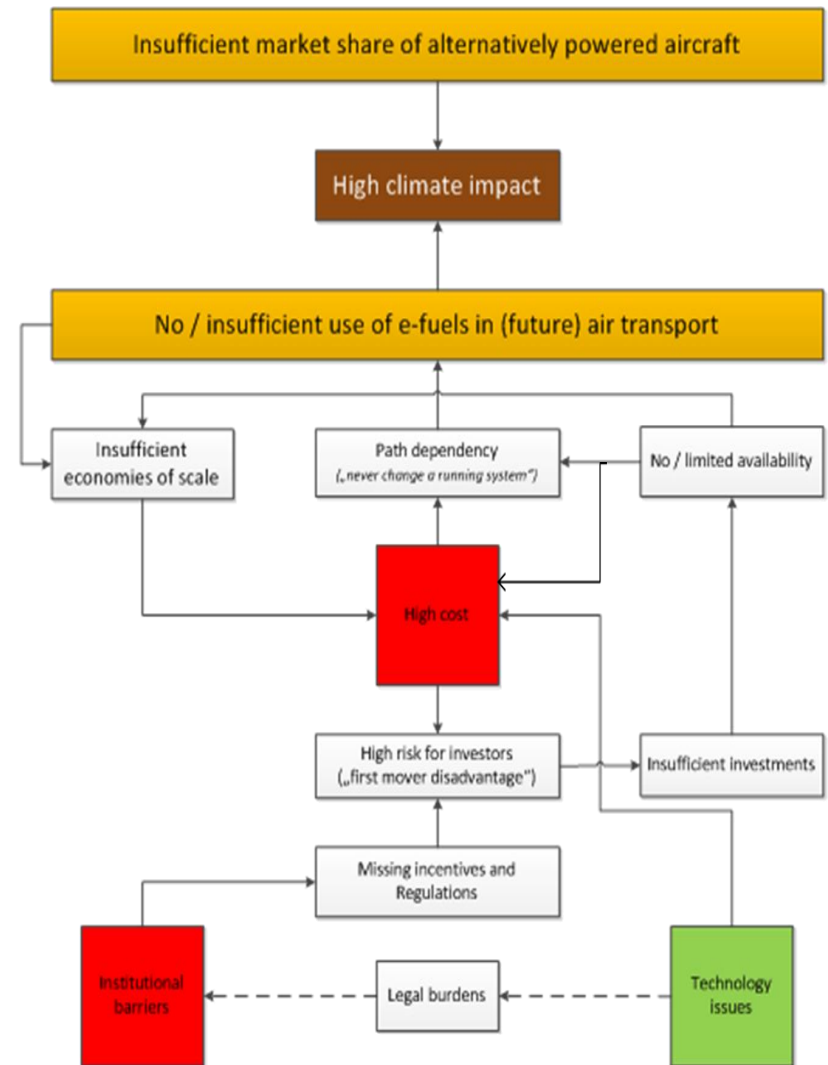 Insufficient market share of alternatively powered aircraft
High climate impact
No / insufficient use of e-fuels in (future) air transport
Insufficient
economies of scale
Path dependency
(„never change a running system“)
No / limited availability
High cost
High risk for investors
(„first mover disadvantage“)
Insufficient investments
Missing incentives and
Regulations
Institutional
barriers
Legal burdens
Technology
issues